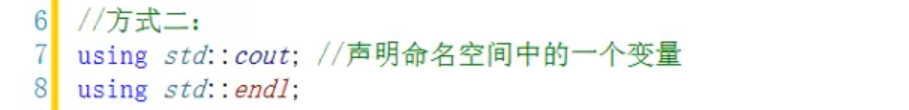 6 //方式二：
7 using std::cout; //声明命名空间中的一个变量
8 using std::endl;